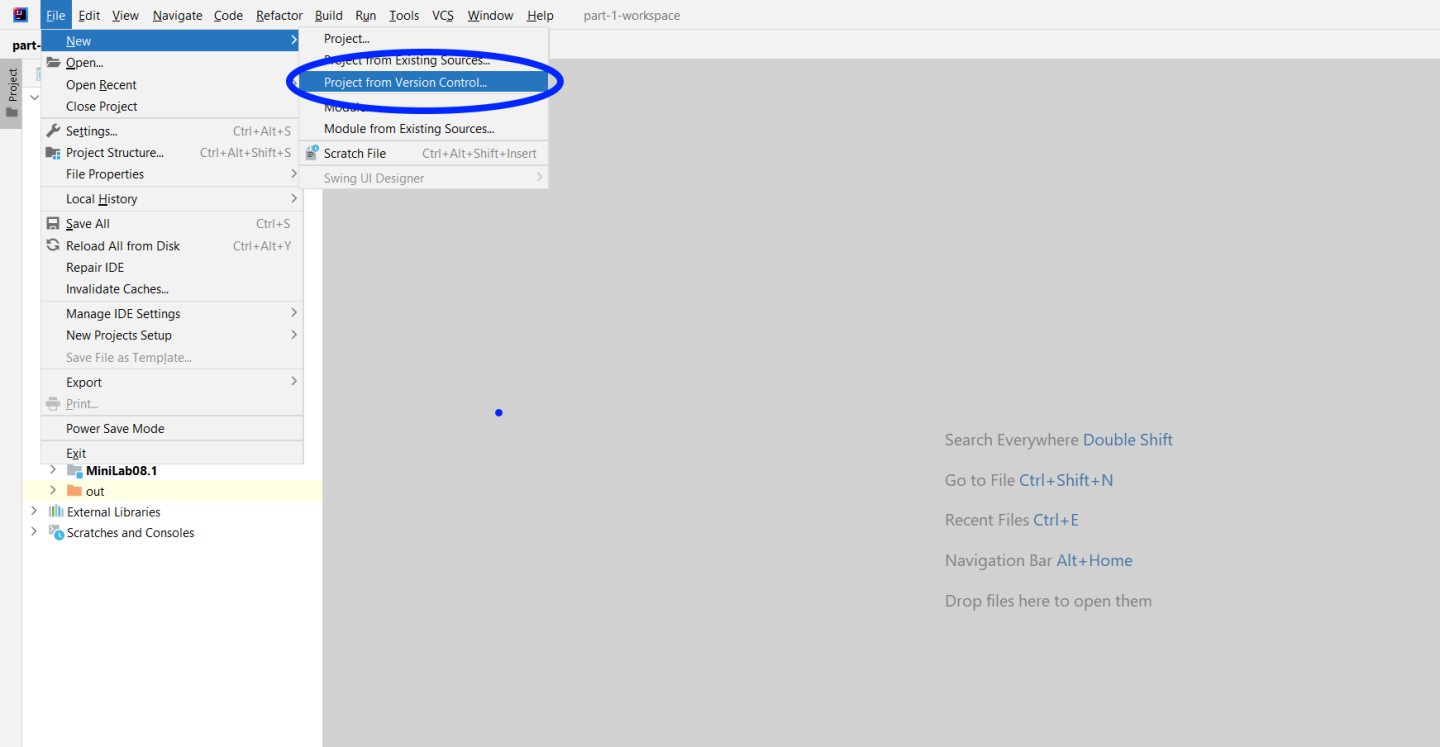 File Edit View Navigate Code Refactor Build Run Tools VCS Window Help part-1-workspace
part-
Project
New
Open...
Open Recent
Close Project
Settings... Ctrl+Alt+S
Project Structure... Ctrl+Alt+Shift+S
File Properties
Local History
Save All Ctrl+S
Reload All from Disk Ctrl+Alt+Y
Repair IDE
Invalidate Caches...
Manage IDE Settings
New Projects Setup
Save File as Template...
Export
Print...
Power Save Mode
Exit
Project...
Project from Existing Sources...
Project from Version Control...
Module
Module from Existing Sources...
Scratch File Ctrl+Alt+Shift+Insert
Swing UI Designer
MiniLab08.1
out
External Libraries
Scratches and Consoles
Search Everywhere Double Shift
Go to File Ctrl+Shift+N
Recent Files Ctrl+E
Navigation Bar Alt+Home
Drop files here to open them